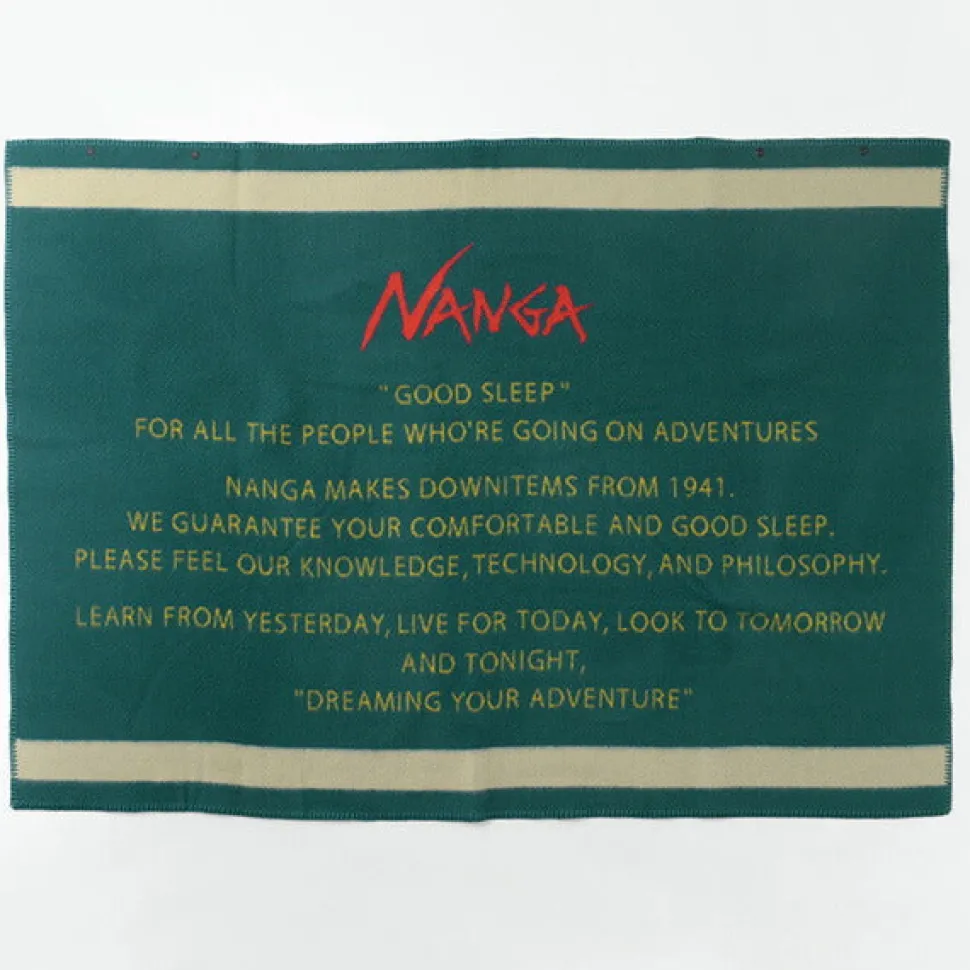 NANGA
"GOOD SLEEP"
FOR ALL THE PEOPLE WHO'RE GOING ON ADVENTURES
NANGA MAKES DOWNITEMS FROM 1941.
WE GUARANTEE YOUR COMFORTABLE AND GOOD SLEEP.
PLEASE FEEL OUR KNOWLEDGE, TECHNOLOGY, AND PHILOSOPHY.
LEARN FROM YESTERDAY, LIVE FOR TODAY, LOOK TO TOMORROW
AND TONIGHT,
"DREAMING YOUR ADVENTURE"